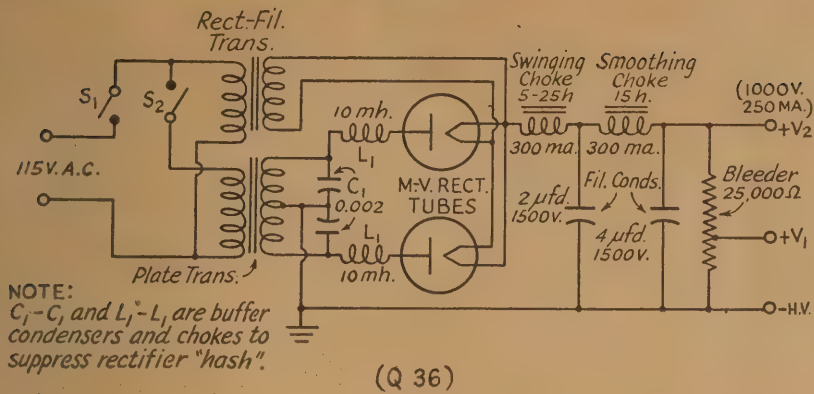 Rect.-Fil.
Trans.
S₁
S₂
115V. A.C.
Plate Trans.
10 mh.
L₁
C₁
0.002
L₁
10 mh.
M-V. RECT.
TUBES
Swinging
Choke
5-25h
300 ma.
Smoothing
Choke
15 h.
300 ma.
2 µfd.
1500V.
Fil. Conds.
4 µfd.
1500V.
(1000V.
250 MA.)
+V₂
Bleeder
25,000 Ω
+V₁
-H.V.
NOTE:
C₁-C₁ and L₁-L₁ are buffer
condensers and chokes to
suppress rectifier "hash".
(Q 36)